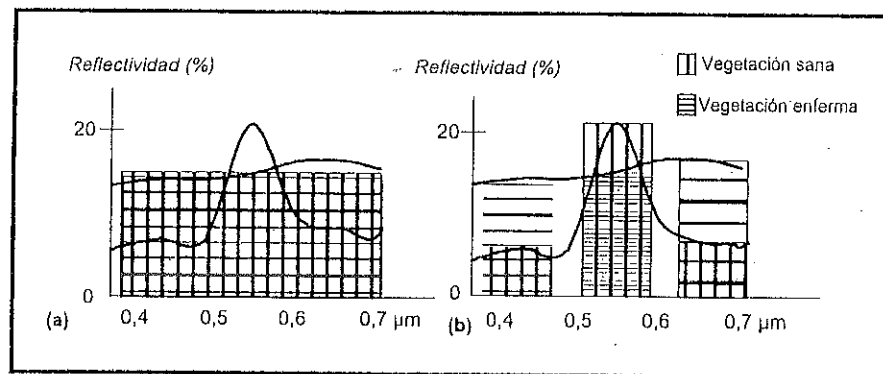 Reflectividad (%)
20
0
(a)
0,4 0,5 0,6 0,7 µm
Reflectividad (%)
20
0
(b)
0,4 0,5 0,6 0,7 µm
Vegetación sana
Vegetación enferma